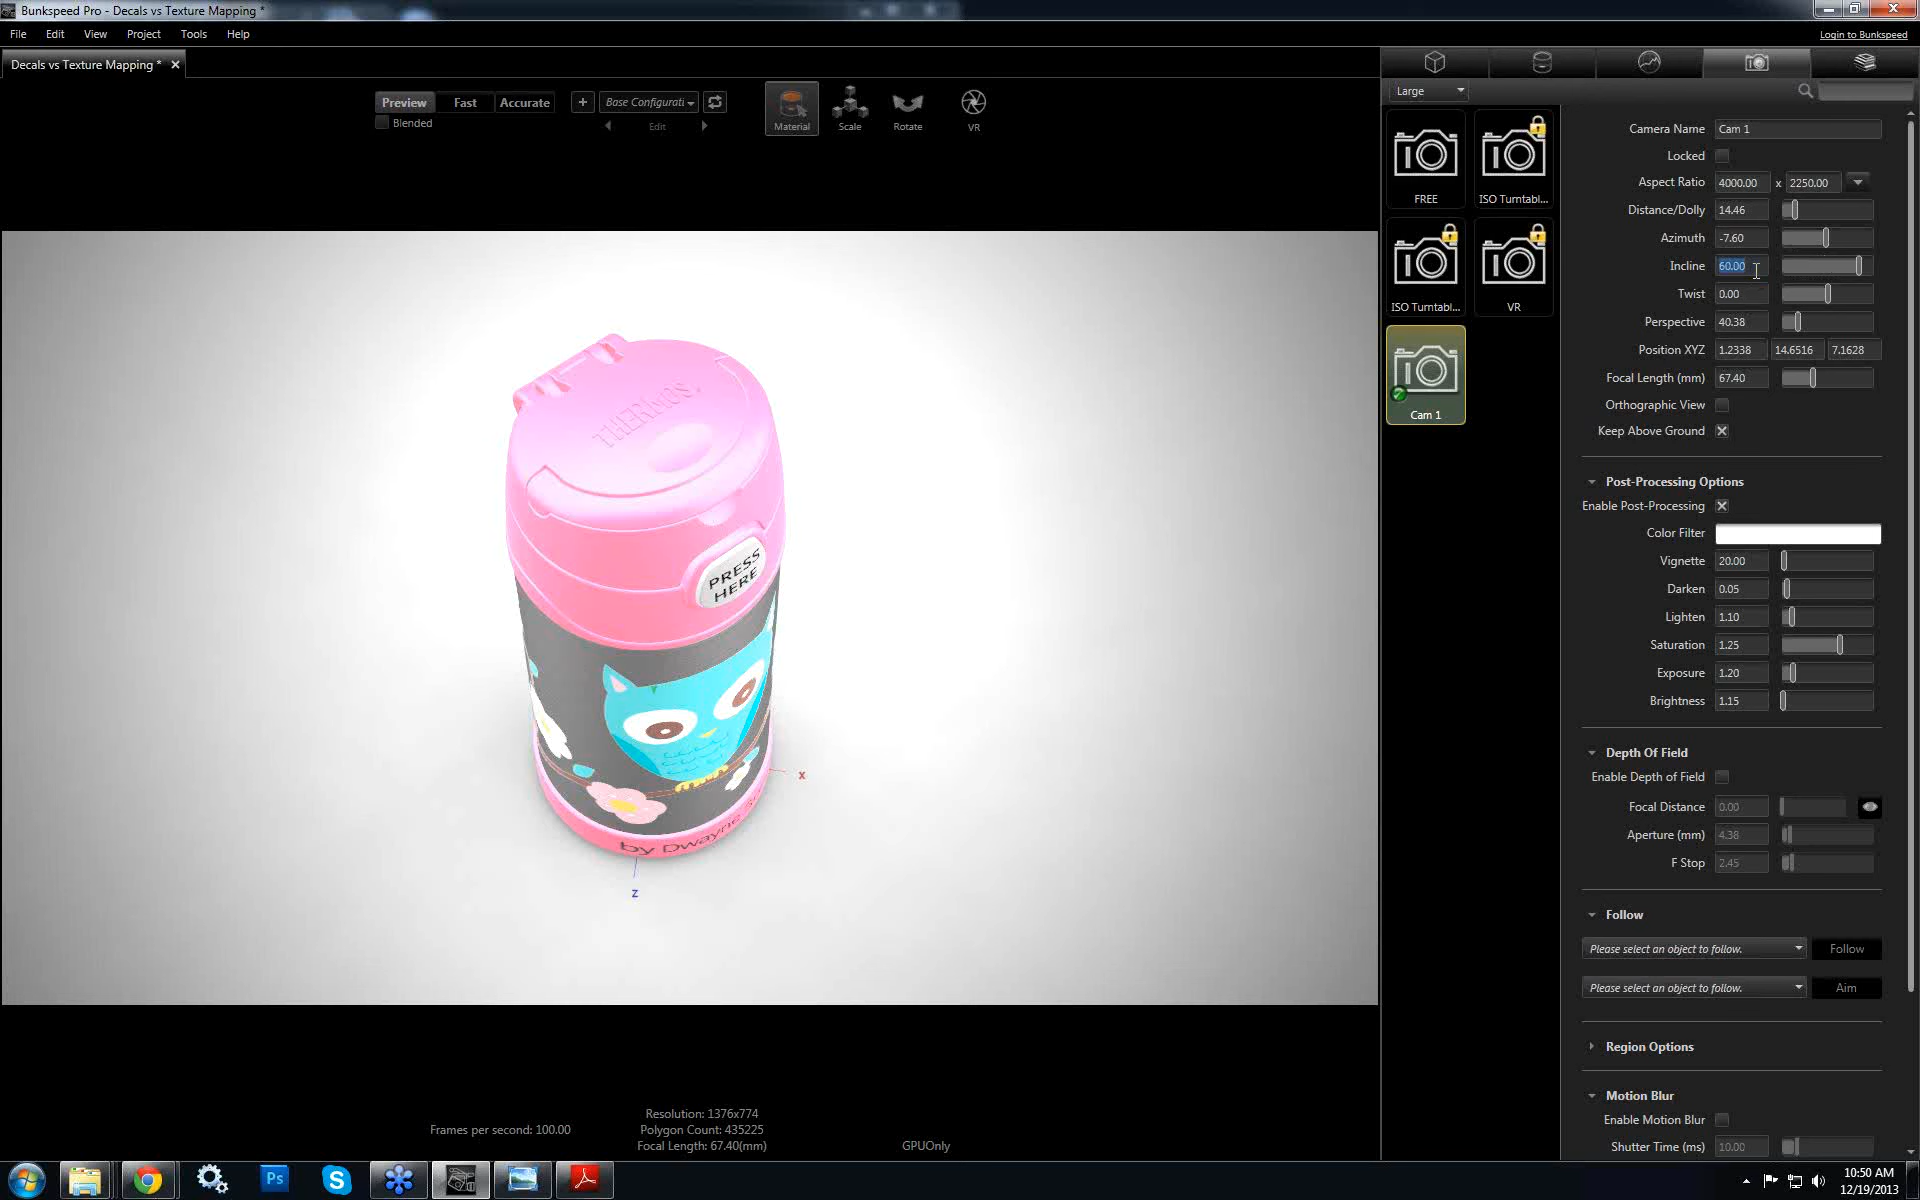 Bunkspeed Pro - Decals vs Texture Mapping *
File Edit View Project Tools Help
Login to Bunkspeed
Decals vs Texture Mapping *
Preview Fast Accurate
Blended
Base Configurati
Edit
Material Scale Rotate VR
Large
FREE ISO Turntabl...
ISO Turntabl... VR
Cam 1
Camera Name Cam 1
Locked
Aspect Ratio 4000.00 x 2250.00
Distance/Dolly 14.46
Azimuth -7.60
Incline 60.00
Twist 0.00
Perspective 40.38
Position XYZ 1.2338 14.6516 7.1628
Focal Length (mm) 67.40
Orthographic View
Keep Above Ground
Post-Processing Options
Enable Post-Processing
Color Filter
Vignette 20.00
Darken 0.05
Lighten 1.10
Saturation 1.25
Exposure 1.20
Brightness 1.15
Depth Of Field
Enable Depth of Field
Focal Distance 0.00
Aperture (mm) 4.38
F Stop 2.45
Follow
Please select an object to follow. Follow
Please select an object to follow. Aim
Region Options
Motion Blur
Enable Motion Blur
Shutter Time (ms) 10.00
THERMOS.
PRESS
HERE
by Dwayne
x
z
Frames per second: 100.00
Resolution: 1376x774
Polygon Count: 435225
Focal Length: 67.40(mm)
GPUOnly
Ps
10:50 AM
12/19/2013